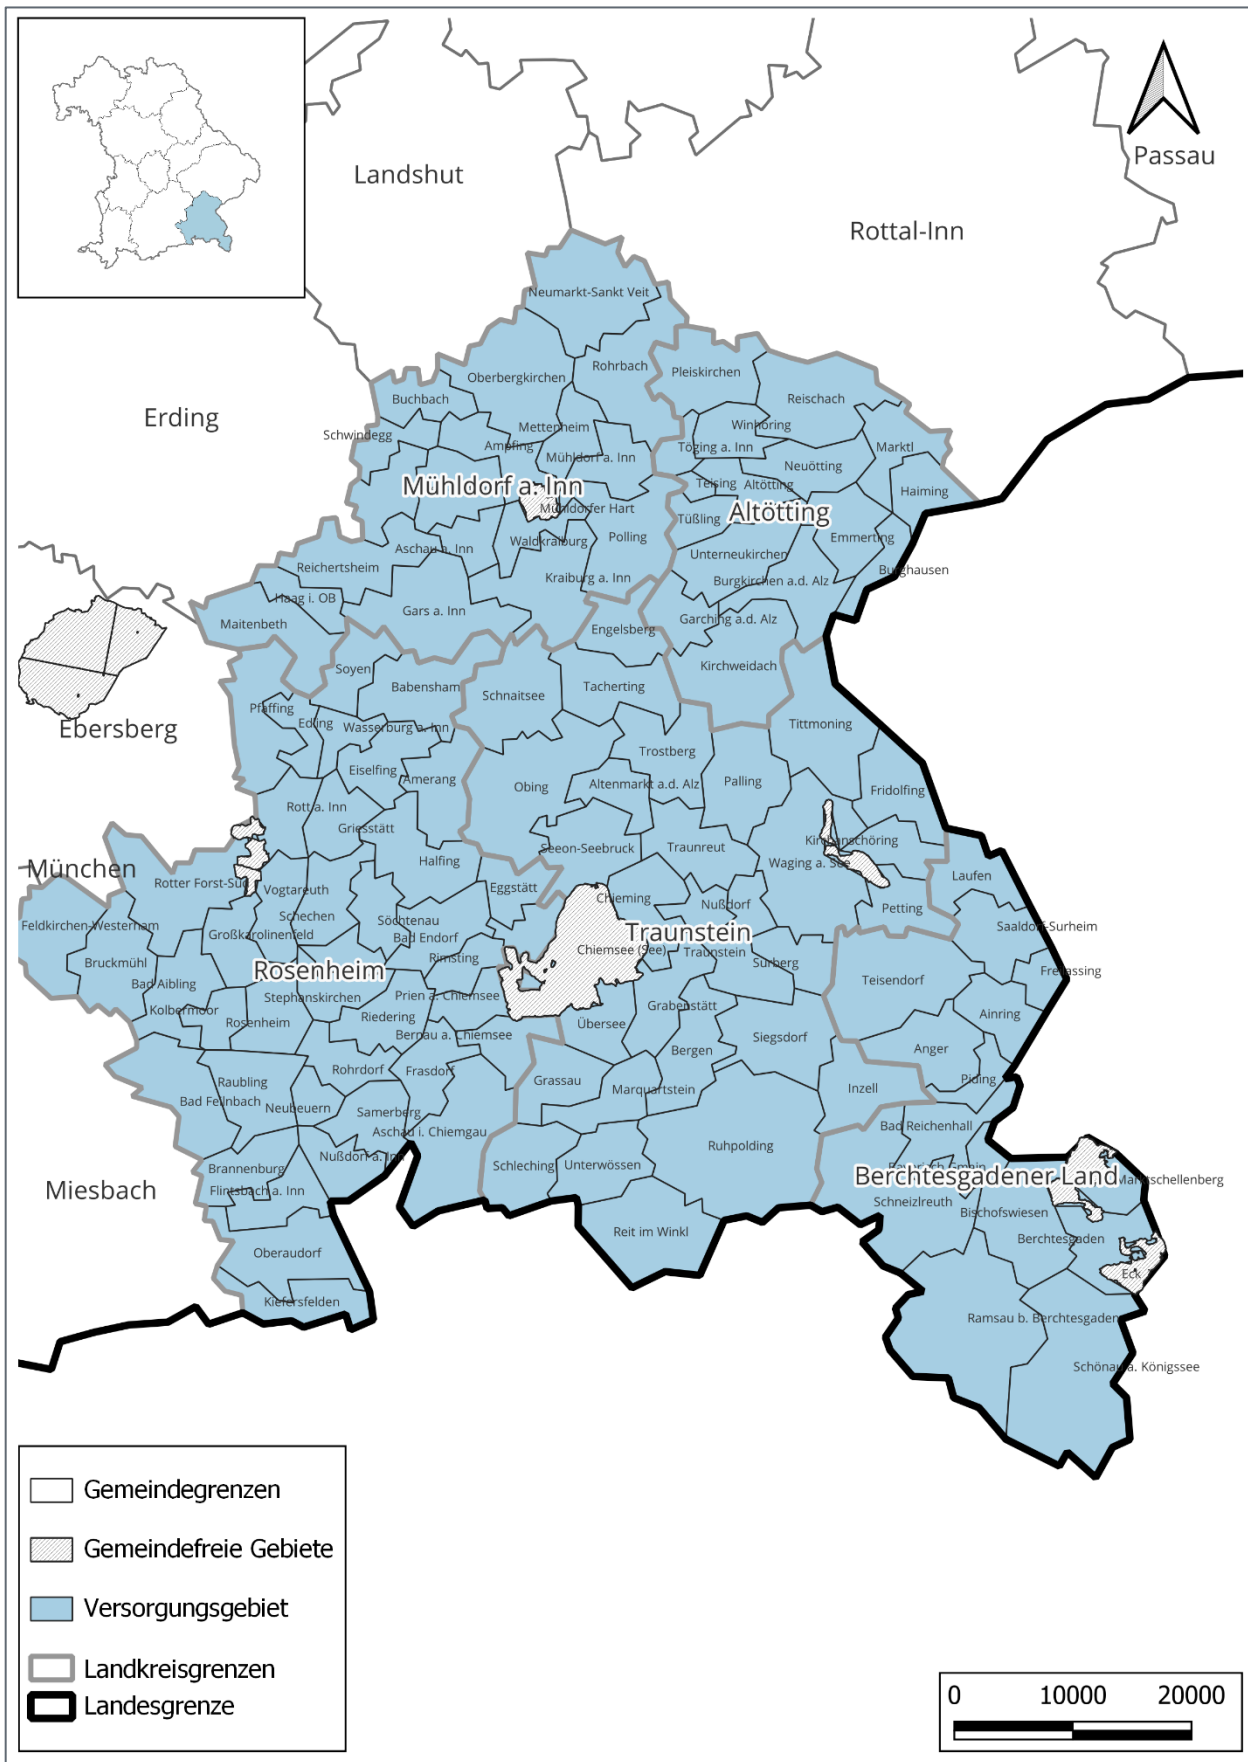 Landshut
Passau
Rottal-Inn
Neumarkt-Sankt Veit
Rohrbach
Pleiskirchen
Oberbergkirchen
Buchbach
Reischach
Erding
Mettenheim
Winhöring
Schwindegg
Ampfing
Töging a. Inn
Marktl
Mühldorf a. Inn
Neuötting
Mühldorf a. Inn
Teising
Altötting
Haiming
Mühldorfer Hart
Altötting
Tüßling
Aschau a. Inn
Waldkraiburg
Polling
Emmerting
Unterneukirchen
Reichertsheim
Kraiburg a. Inn
Burgkirchen a.d. Alz
Burghausen
Haag i. OB
Gars a. Inn
Maitenbeth
Engelsberg
Garching a.d. Alz
Soyen
Kirchweidach
Babensham
Schnaitsee
Tacherting
Pfaffing
Edling
Wasserburg a. Inn
Tittmoning
Ebersberg
Trostberg
Eiselfing
Amerang
Obing
Altenmarkt a.d. Alz
Palling
Fridolfing
Rott a. Inn
Griesstätt
Kirchanschöring
Seeon-Seebruck
Traunreut
Halfing
Waging a. See
München
Rotter Forst-Süd
Vogtareuth
Eggstätt
Laufen
Chieming
Nußdorf
Petting
Feldkirchen-Westerham
Schechen
Söchtenau
Saaldorf-Surheim
Großkarolinenfeld
Bad Endorf
Traunstein
Chiemsee (See)
Traunstein
Bruckmühl
Rimsting
Surberg
Rosenheim
Freilassing
Bad Aibling
Teisendorf
Stephanskirchen
Prien a. Chiemsee
Kolbermoor
Grabenstätt
Rosenheim
Riedering
Übersee
Ainring
Bernau a. Chiemsee
Siegsdorf
Bergen
Anger
Rohrdorf
Frasdorf
Raubling
Grassau
Marquartstein
Inzell
Piding
Bad Feilnbach
Neubeuern
Samerberg
Aschau i. Chiemgau
Bad Reichenhall
Ruhpolding
Nußdorf a. Inn
Brannenburg
Schleching
Unterwössen
Bayerisch Gmain
Berchtesgadener Land
Marktschellenberg
Miesbach
Flintsbach a. Inn
Schneizlreuth
Bischofswiesen
Reit im Winkl
Berchtesgaden
Oberaudorf
Eck
Kiefersfelden
Ramsau b. Berchtesgaden
Schönau a. Königssee
Gemeindegrenzen
Gemeindefreie Gebiete
Versorgungsgebiet
Landkreisgrenzen
Landesgrenze
0 10000 20000